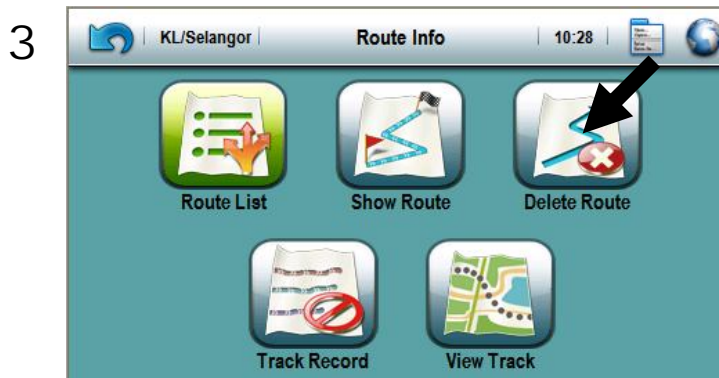 3
KL/Selangor
Route Info
10:28
Route List
Show Route
Delete Route
Track Record
View Track